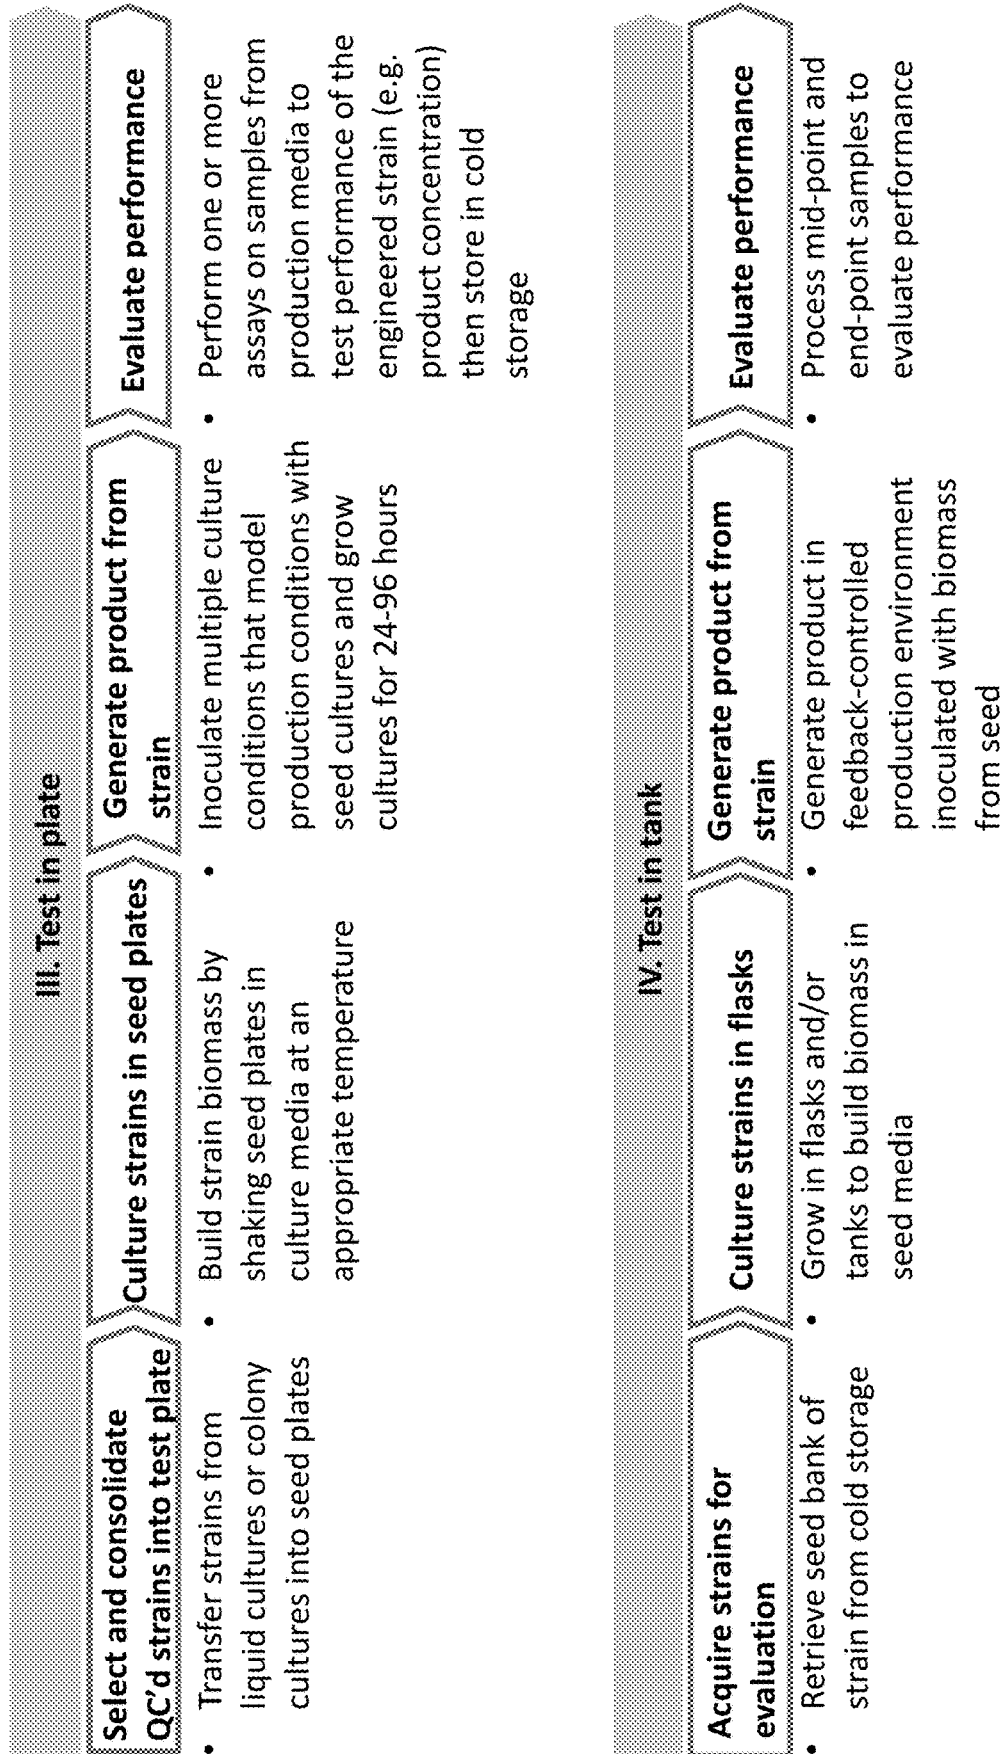 III. Test in plate
Select and consolidate
QC'd strains into test plate
• Transfer strains from
liquid cultures or colony
cultures into seed plates
Culture strains in seed plates
• Build strain biomass by
shaking seed plates in
culture media at an
appropriate temperature
Generate product from
strain
• Inoculate multiple culture
conditions that model
production conditions with
seed cultures and grow
cultures for 24-96 hours
Evaluate performance
• Perform one or more
assays on samples from
production media to
test performance of the
engineered strain (e.g.
product concentration)
then store in cold
storage
IV. Test in tank
Acquire strains for
evaluation
• Retrieve seed bank of
strain from cold storage
Culture strains in flasks
• Grow in flasks and/or
tanks to build biomass in
seed media
Generate product from
strain
• Generate product in
feedback-controlled
production environment
inoculated with biomass
from seed
Evaluate performance
• Process mid-point and
end-point samples to
evaluate performance